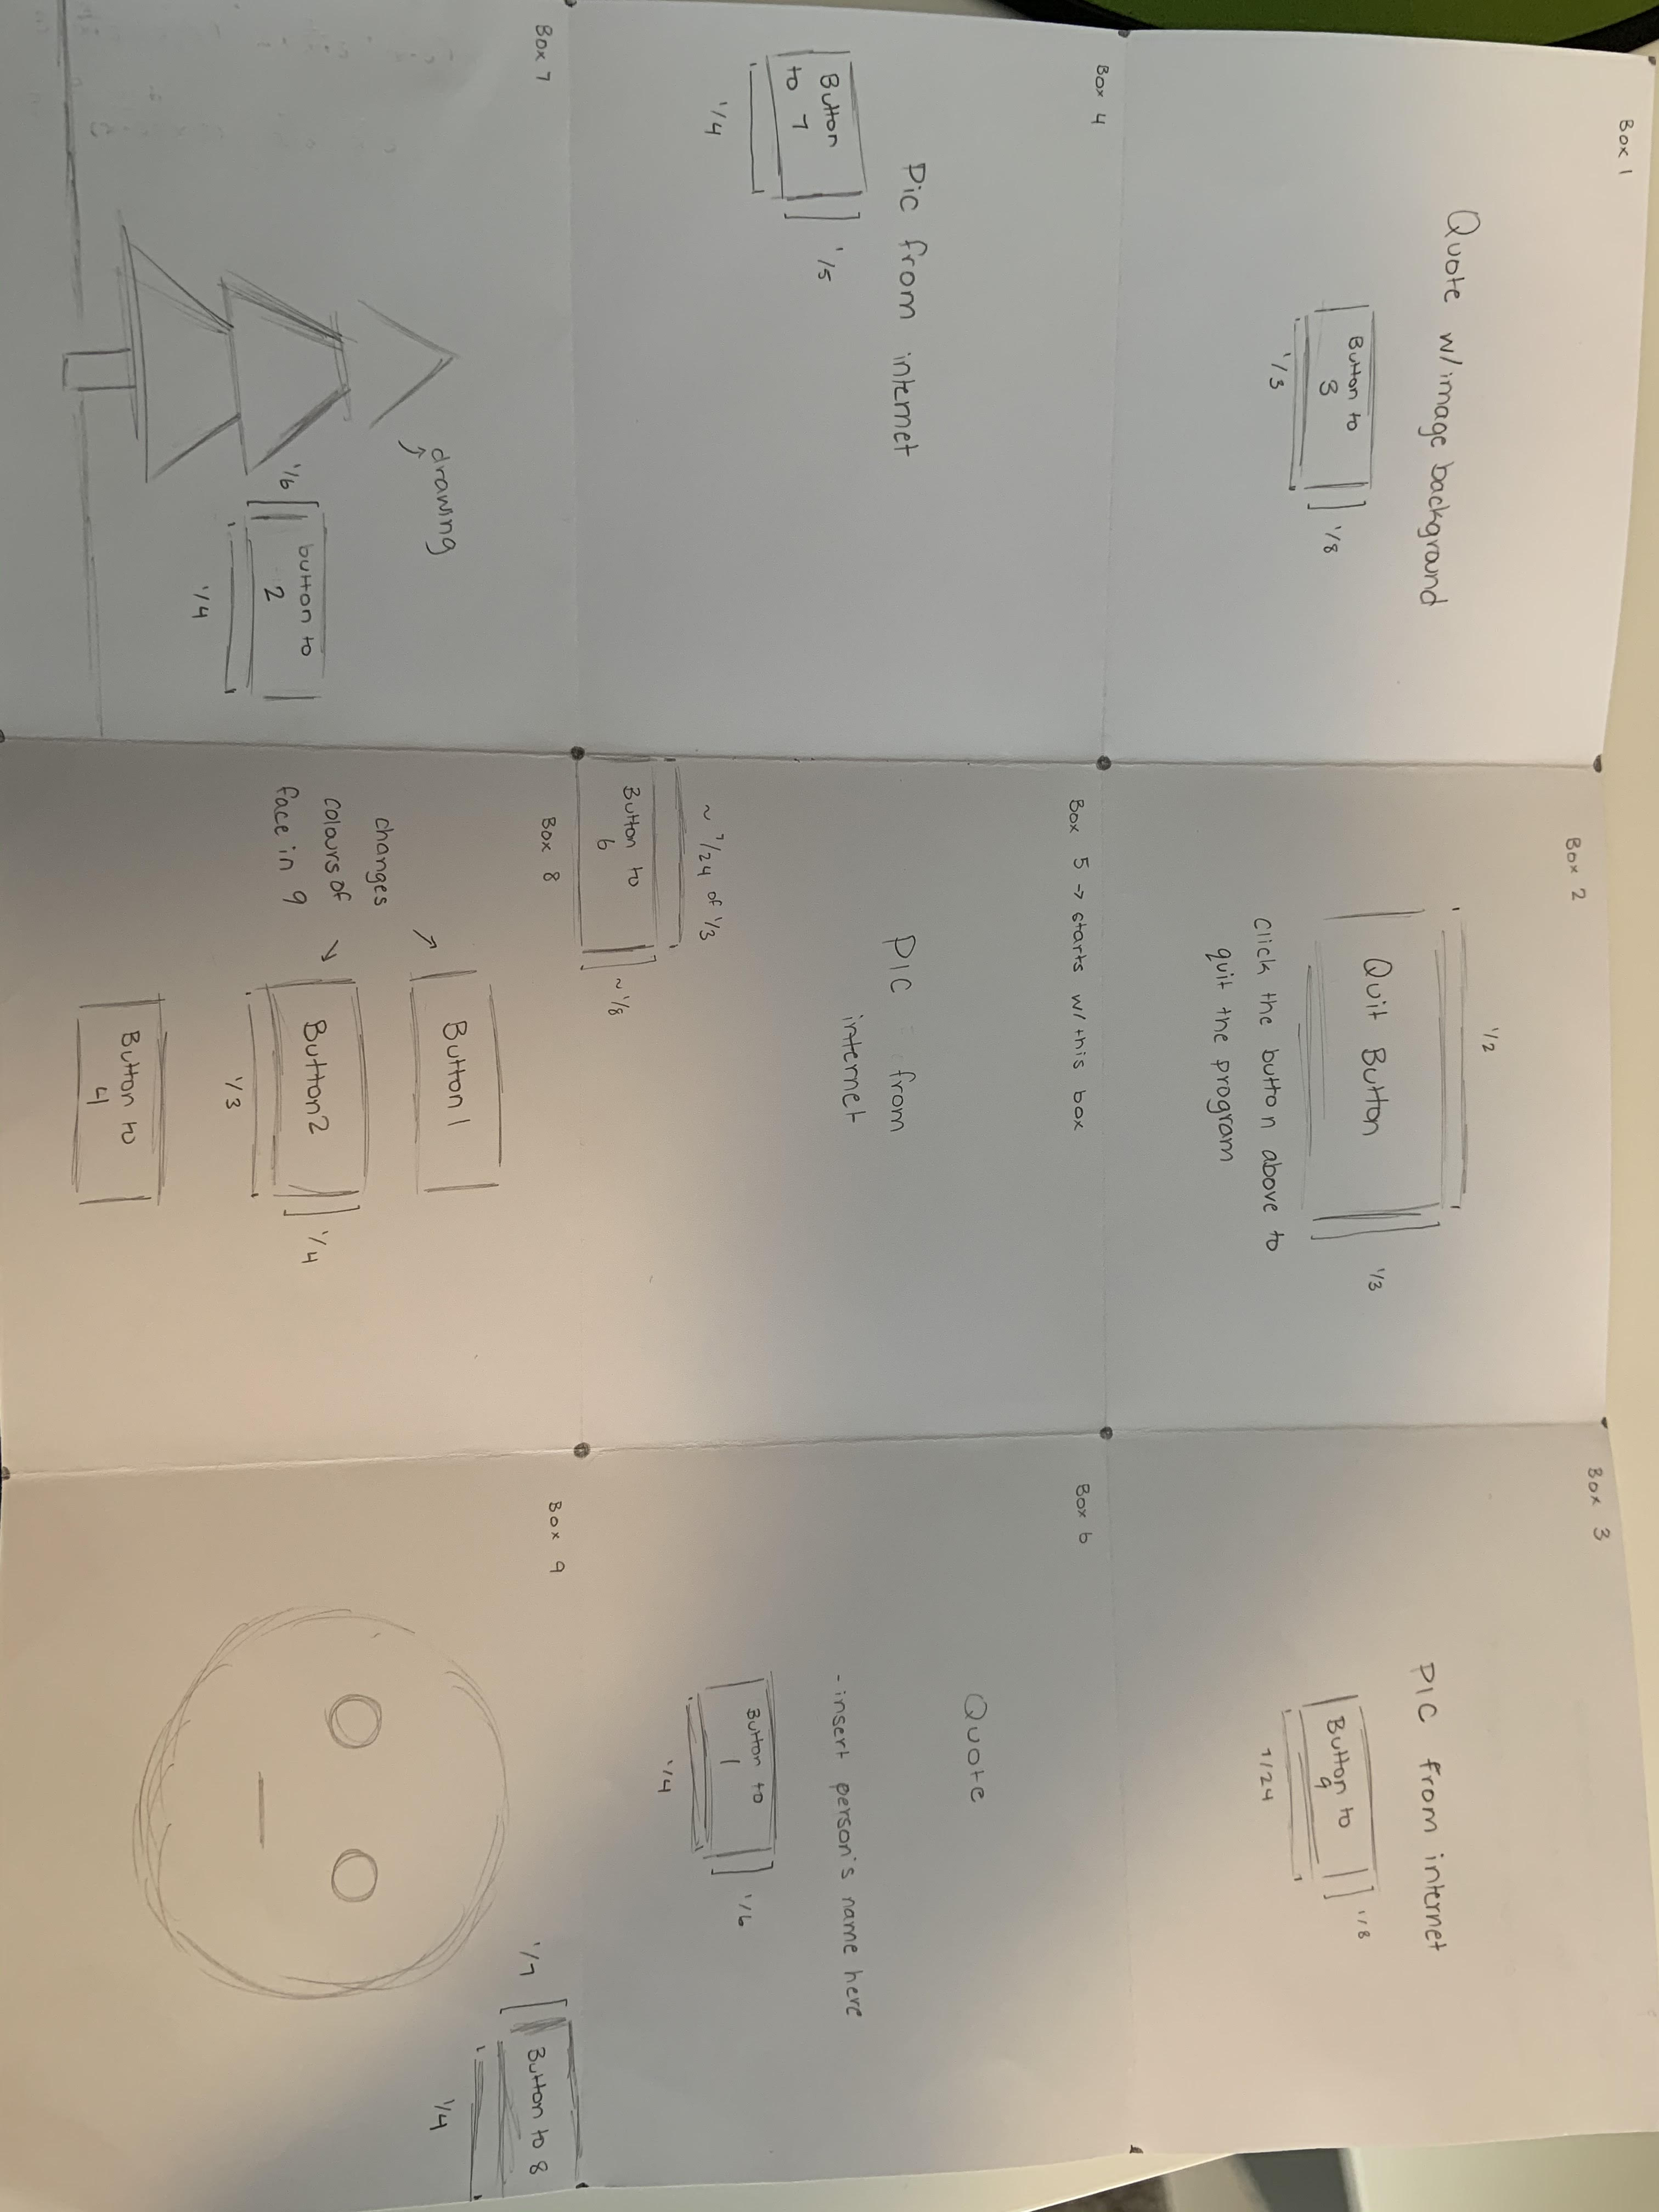 Box 1
Quote w/image background
Button to
3
1/8
1/3
Box 2
1/2
Quit Button
1/3
Click the button above to
quit the program
Box 3
PIC from internet
Button to
9
1/8
7/24
Box 4
Pic from internet
Button
to 7
1/5
1/4
Box 5 → starts w/this box
PIC from
internet
~ 7/24 of 1/3
Button to
6
~1/8
Box 6
Quote
-insert person's name here
Button to
1
1/6
1/4
Box 7
drawing
1/6
button to
2
1/4
Box 8
changes
colours of
face in 9
Button 1
Button2
1/4
1/3
Button to
4
Box 9
1/7
Button to 8
1/4